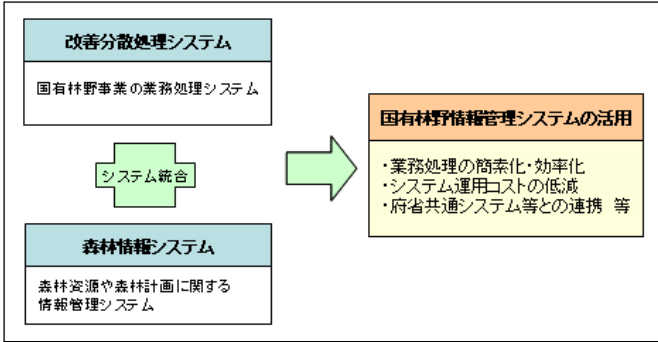 改善分散処理システム
国有林野事業の業務処理システム
システム統合
森林情報システム
森林資源や森林計画に関する
情報管理システム
国有林野情報管理システムの活用
・業務処理の簡素化・効率化
・システム運用コストの低減
・府省共通システム等との連携 等